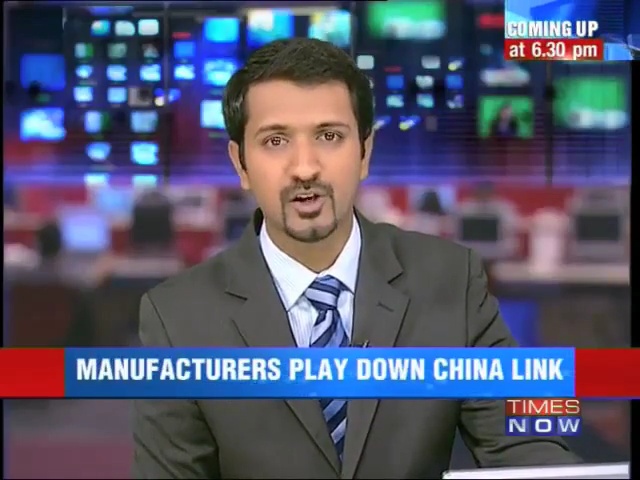 COMING UP
at 6.30 pm
MANUFACTURERS PLAY DOWN CHINA LINK
TIMES
NOW